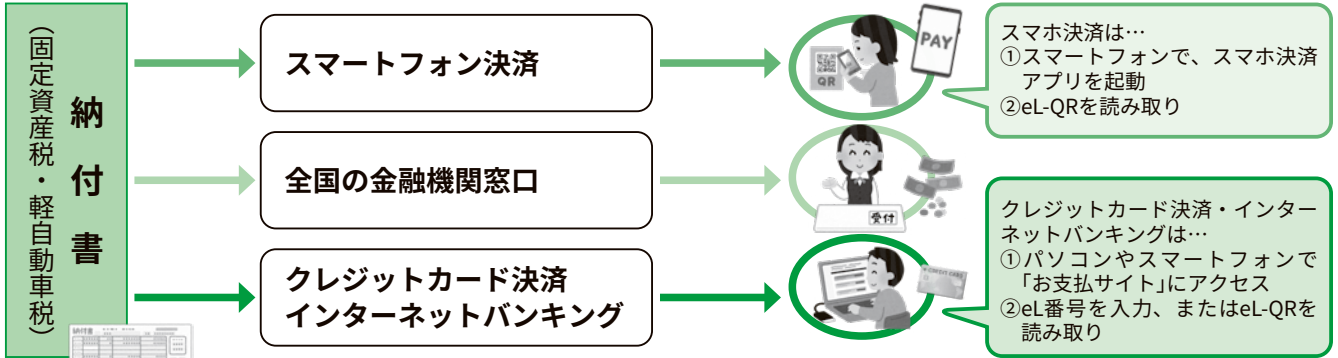 納付書
（固定資産税・軽自動車税）
納付書
スマートフォン決済
QR
PAY
スマホ決済は…
①スマートフォンで、スマホ決済
アプリを起動
②eL-QRを読み取り
全国の金融機関窓口
受付
クレジットカード決済
インターネットバンキング
CREDIT CARD
クレジットカード決済・インター
ネットバンキングは…
①パソコンやスマートフォンで
「お支払サイト」にアクセス
②eL番号を入力、またはeL-QRを
読み取り